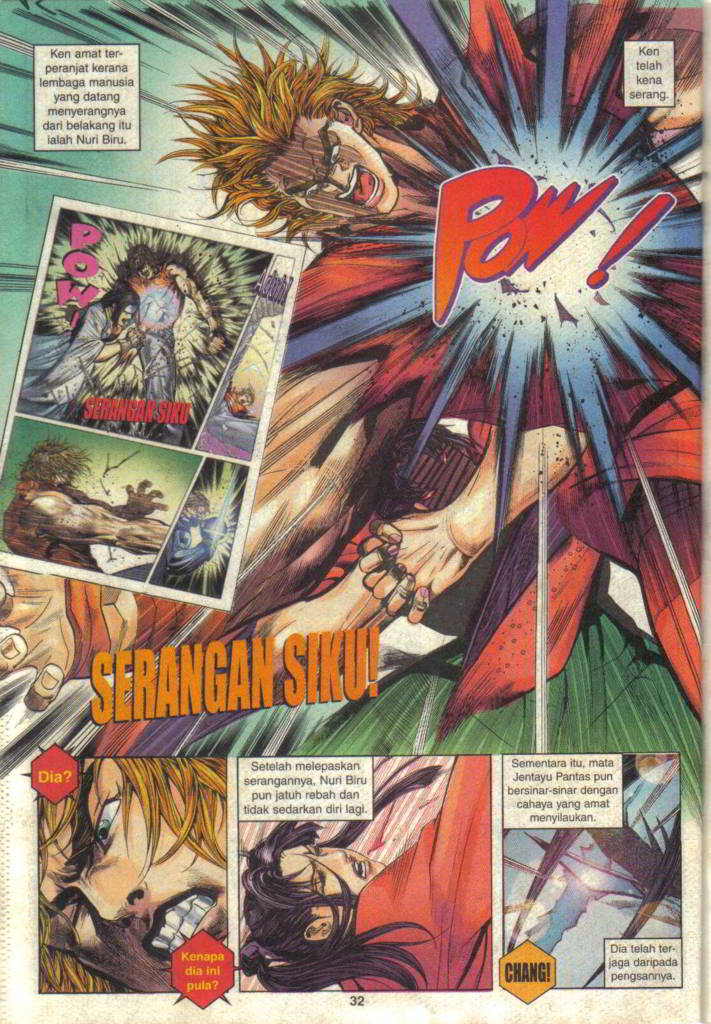 Ken amat ter-
peranjat kerana
lembaga manusia
yang datang
menyerangnya
dari belakang itu
ialah Nuri Biru.
Ken
telah
kena
serang.
POW!
POW
SERANGAN SIKU
SERANGAN SIKU!
Dia?
Kenapa
dia ini
pula?
Setelah melepaskan
serangannya, Nuri Biru
pun jatuh rebah dan
tidak sedarkan diri lagi.
Sementara itu, mata
Jentayu Pantas pun
bersinar-sinar dengan
cahaya yang amat
menyilaukan.
CHANG!
Dia telah ter-
jaga daripada
pengsannya.
32